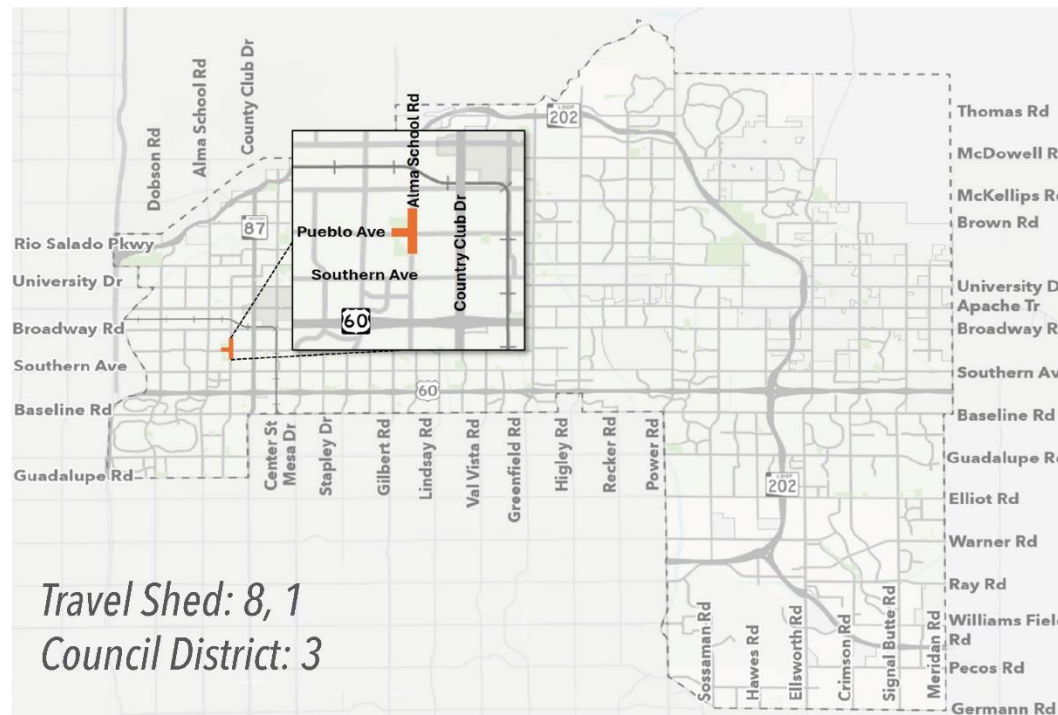 Dobson Rd
Alma School Rd
County Club Dr
LOOP
202
Thomas Rd
McDowell R
McKellips Rd
Brown Rd
87
Rio Salado Pkwy
University Dr
Broadway Rd
Southern Ave
Baseline Rd
Guadalupe Rd
Alma School Rd
Pueblo Ave
Southern Ave
Country Club Dr
60
60
University D
Apache Tr
Broadway R
Southern Av
Baseline Rd
Guadalupe R
Elliot Rd
Warner Rd
Ray Rd
Williams Fiel
Rd
Pecos Rd
Germann Rd
Center St
Mesa Dr
Stapley Dr
Gilbert Rd
Lindsay Rd
Val Vista Rd
Greenfield Rd
Higley Rd
Recker Rd
Power Rd
LOOP
202
Sossaman Rd
Hawes Rd
Ellsworth Rd
Crimson Rd
Signal Butte Rd
Meridan Rd
Travel Shed: 8, 1
Council District: 3